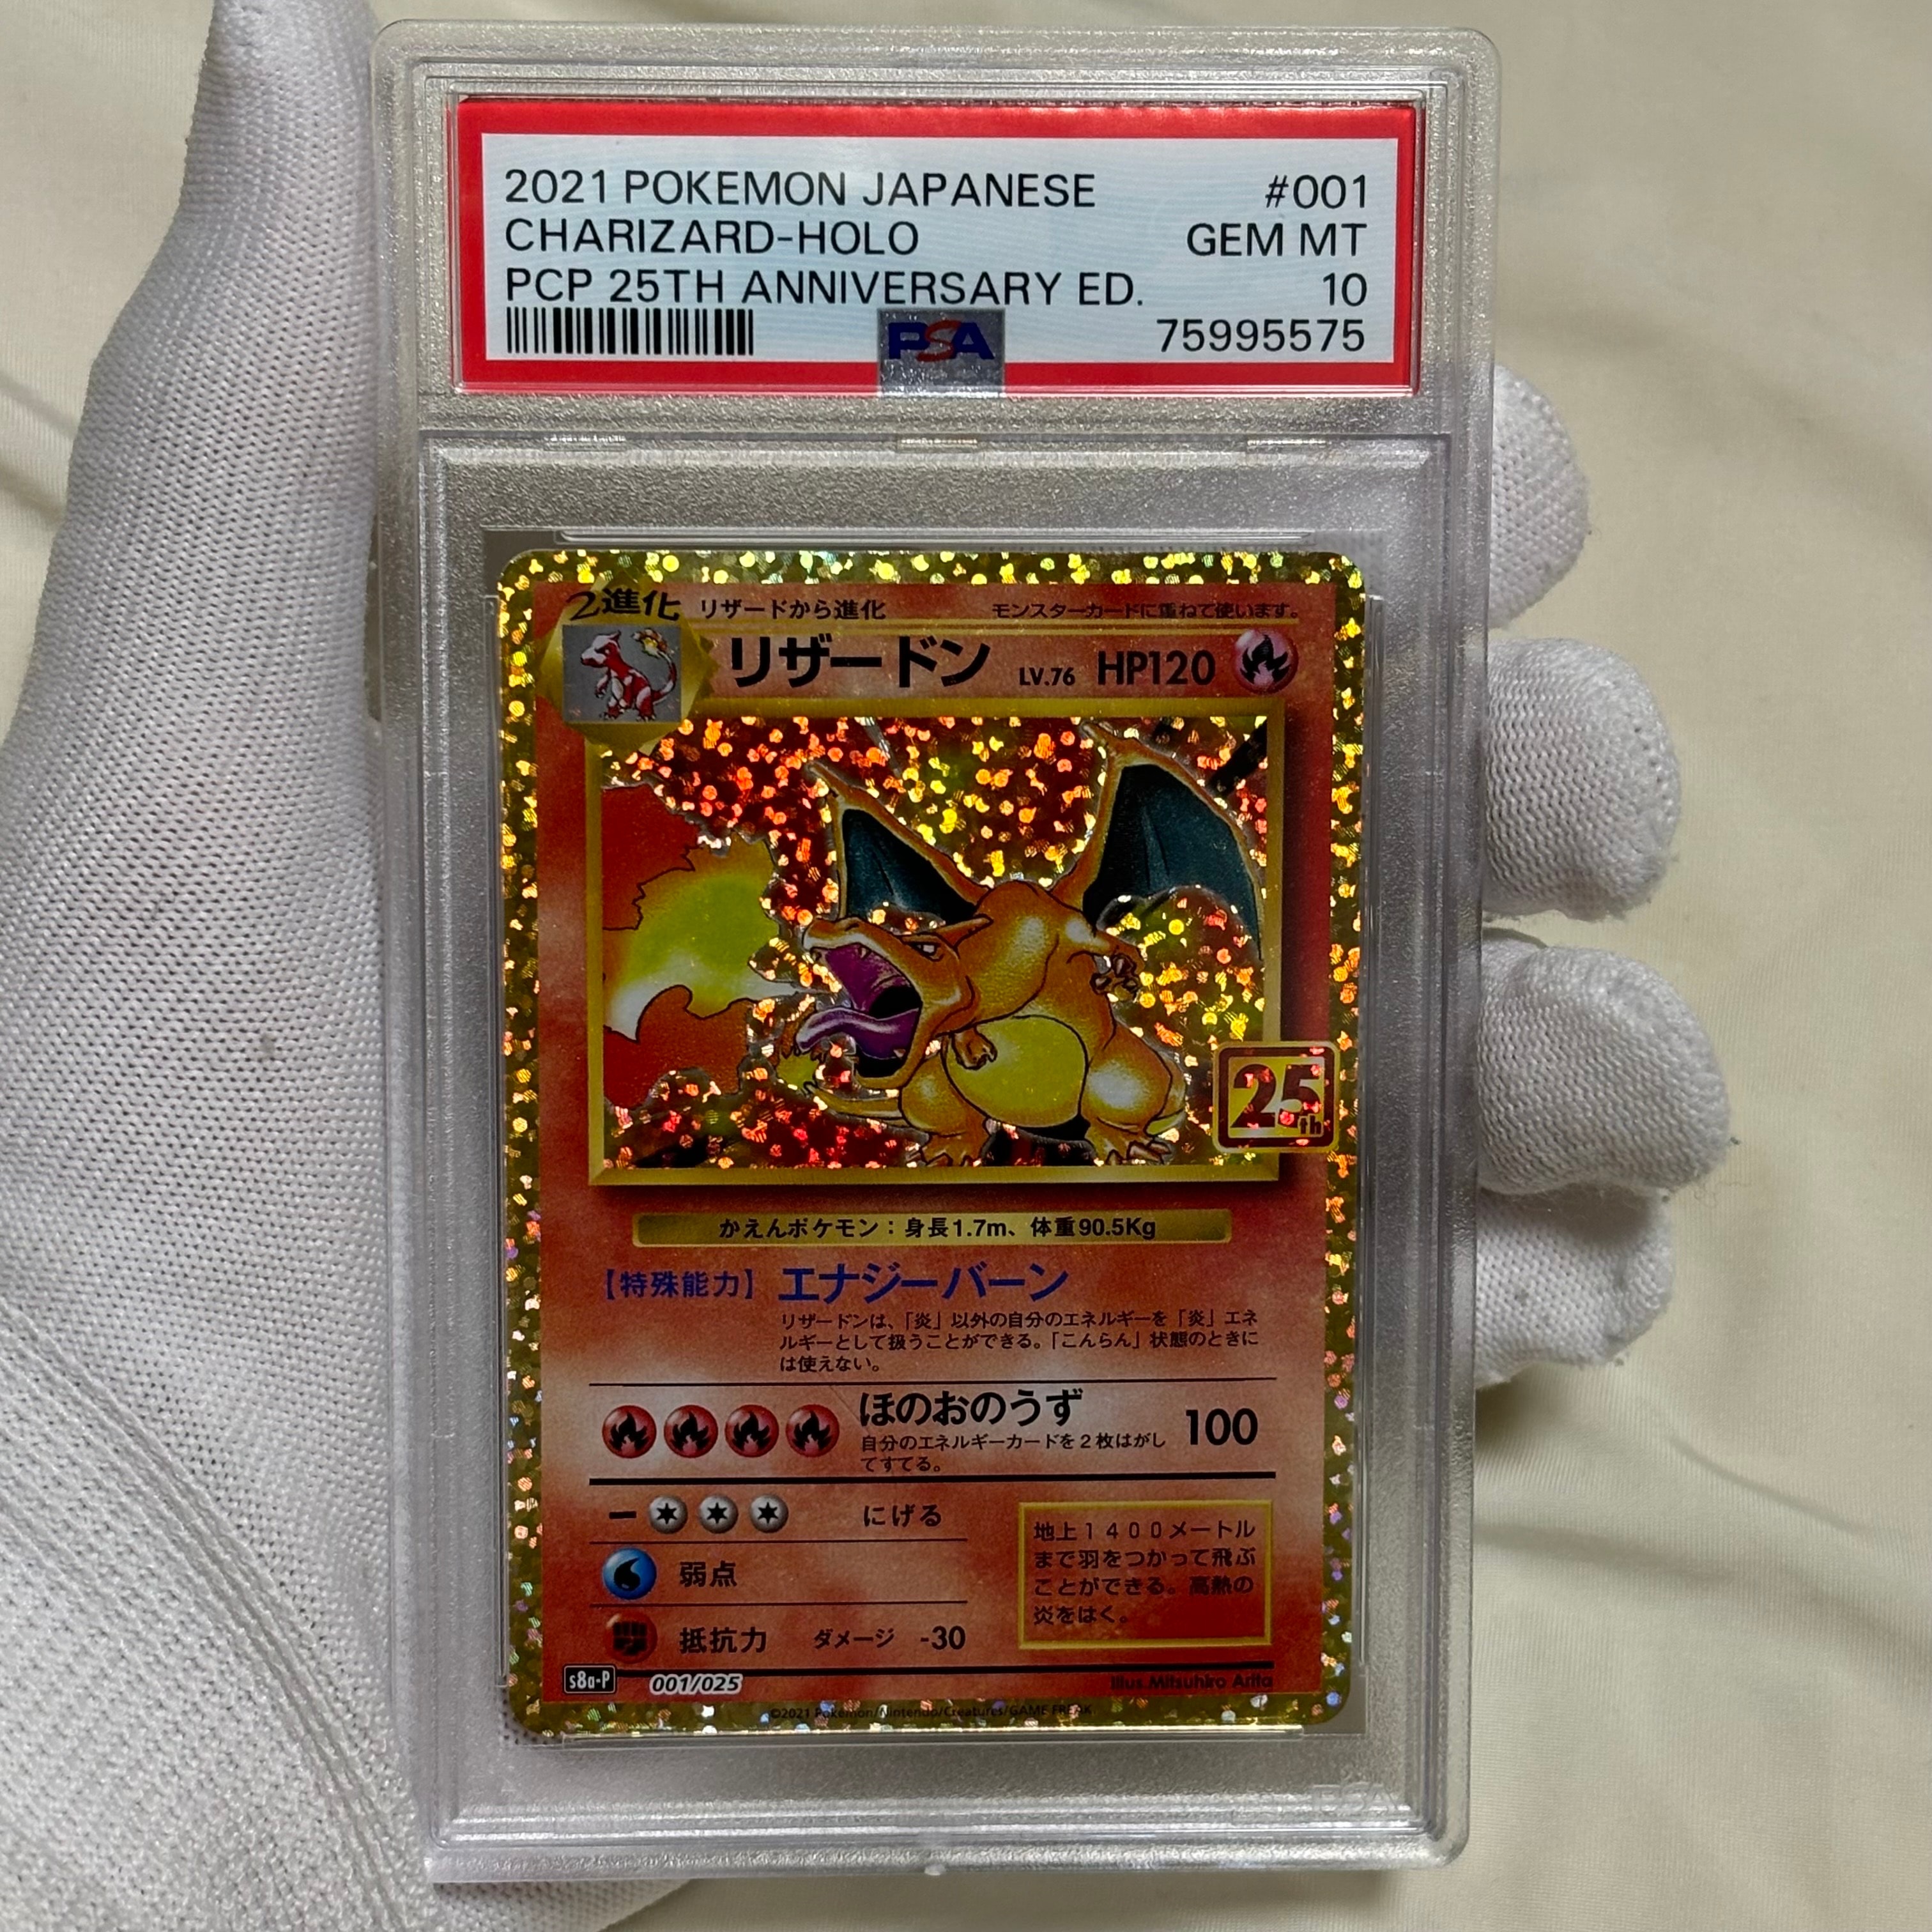 2021 POKEMON JAPANESE #001
CHARIZARD-HOLO GEM MT
PCP 25TH ANNIVERSARY ED. 10
PSA 75995575
2進化 リザードから進化 モンスターカードに重ねて使います。
リザードン LV.76 HP120
25th
かえんポケモン：身長1.7m、体重90.5Kg
【特殊能力】 エナジーバーン
リザードンは、「炎」以外の自分のエネルギーを「炎」エネ
ルギーとして扱うことができる。「こんらん」状態のときに
は使えない。
ほのおのうず 100
自分のエネルギーカードを２枚はがし
てすてる。
にげる
弱点
抵抗力 ダメージ -30
地上１４００メートル
まで羽をつかって飛ぶ
ことができる。高熱の
炎をはく。
s8a-P 001/025 Illus. Mitsuhiro Arita
©2021 Pokémon/Nintendo/Creatures/GAME FREAK